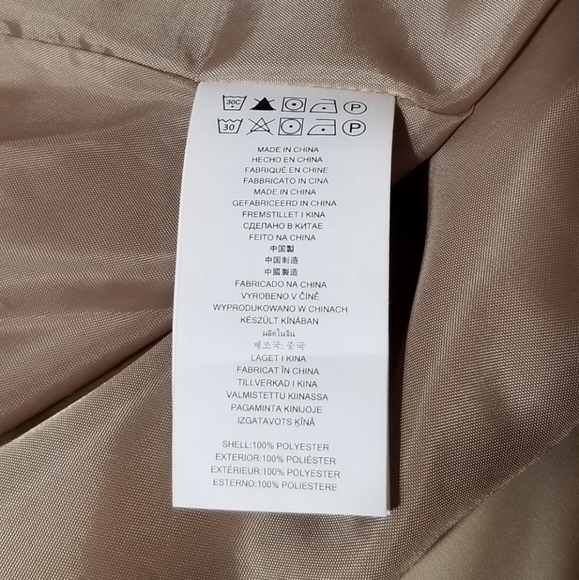 30C P
30 P
MADE IN CHINA
HECHO EN CHINA
FABRIQUÉ EN CHINE
FABBRICATO IN CINA
MADE IN CHINA
GEFABRICEERD IN CHINA
FREMSTILLET I KINA
СДЕЛАНО В КИТАЕ
FEITO NA CHINA
中国製
中国制造
中國製造
FABRICADO NA CHINA
VYROBENO V ČÍNĚ
WYPRODUKOWANO W CHINACH
KÉSZÜLT KÍNÁBAN
ผลิตในจีน
제조국: 중국
LAGET I KINA
FABRICAT ÎN CHINA
TILLVERKAD I KINA
VALMISTETTU KIINASSA
PAGAMINTA KINIJOJE
IZGATAVOTS ĶĪNĀ
SHELL:100% POLYESTER
EXTERIOR:100% POLIÉSTER
EXTÉRIEUR:100% POLYESTER
ESTERNO:100% POLIESTERE